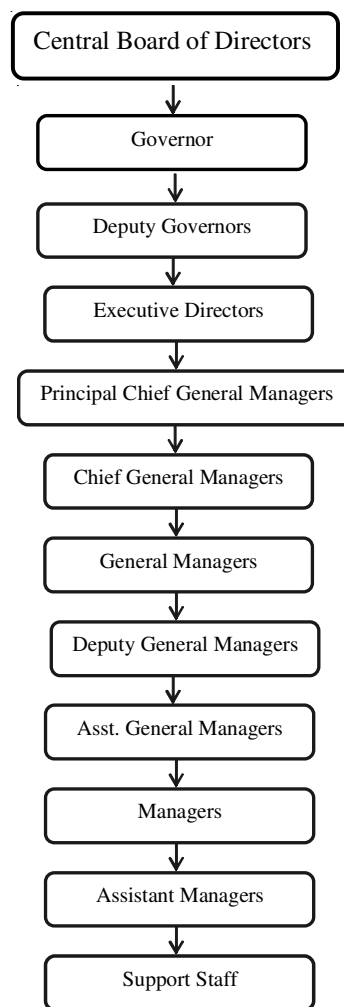 Central Board of Directors
Governor
Deputy Governors
Executive Directors
Principal Chief General Managers
Chief General Managers
General Managers
Deputy General Managers
Asst. General Managers
Managers
Assistant Managers
Support Staff